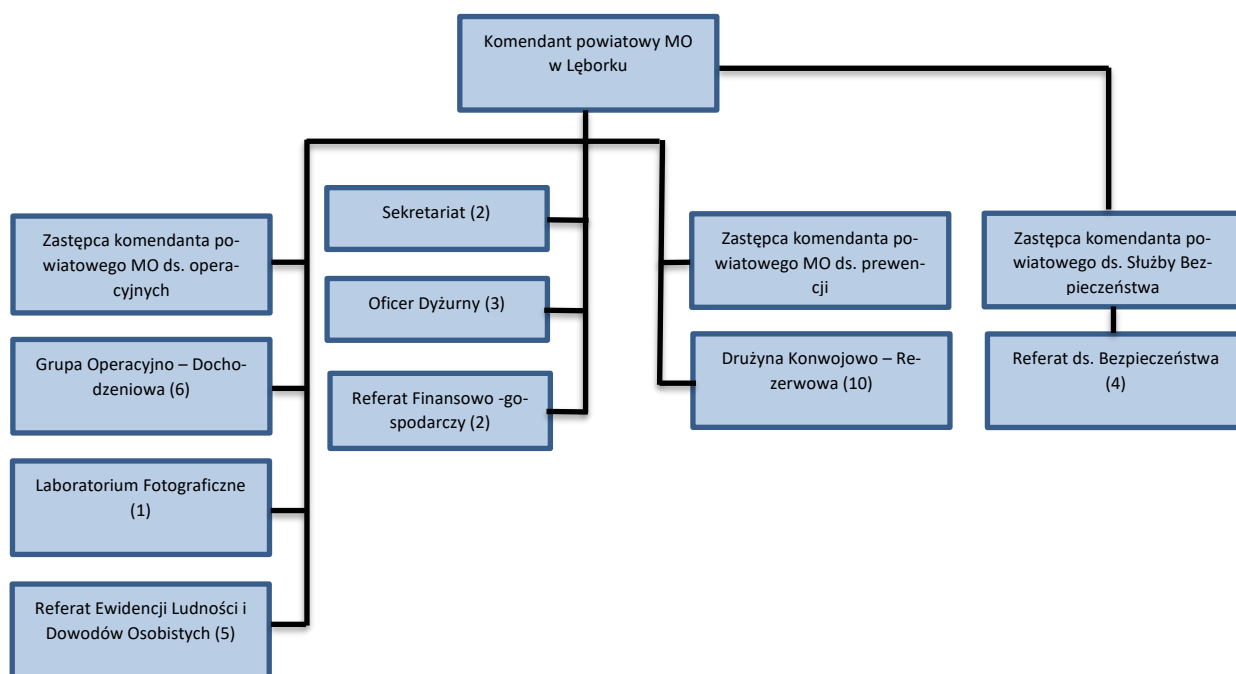 Komendant powiatowy MO
w Lęborku
Sekretariat (2)
Oficer Dyżurny (3)
Referat Finansowo -go-
spodarczy (2)
Zastępca komendanta po-
wiatowego MO ds. opera-
cyjnych
Grupa Operacyjno – Docho-
dzeniowa (6)
Laboratorium Fotograficzne
(1)
Referat Ewidencji Ludności i
Dowodów Osobistych (5)
Zastępca komendanta po-
wiatowego MO ds. prewen-
cji
Drużyna Konwojowo – Re-
zerwowa (10)
Zastępca komendanta po-
wiatowego ds. Służby Bez-
pieczeństwa
Referat ds. Bezpieczeństwa
(4)